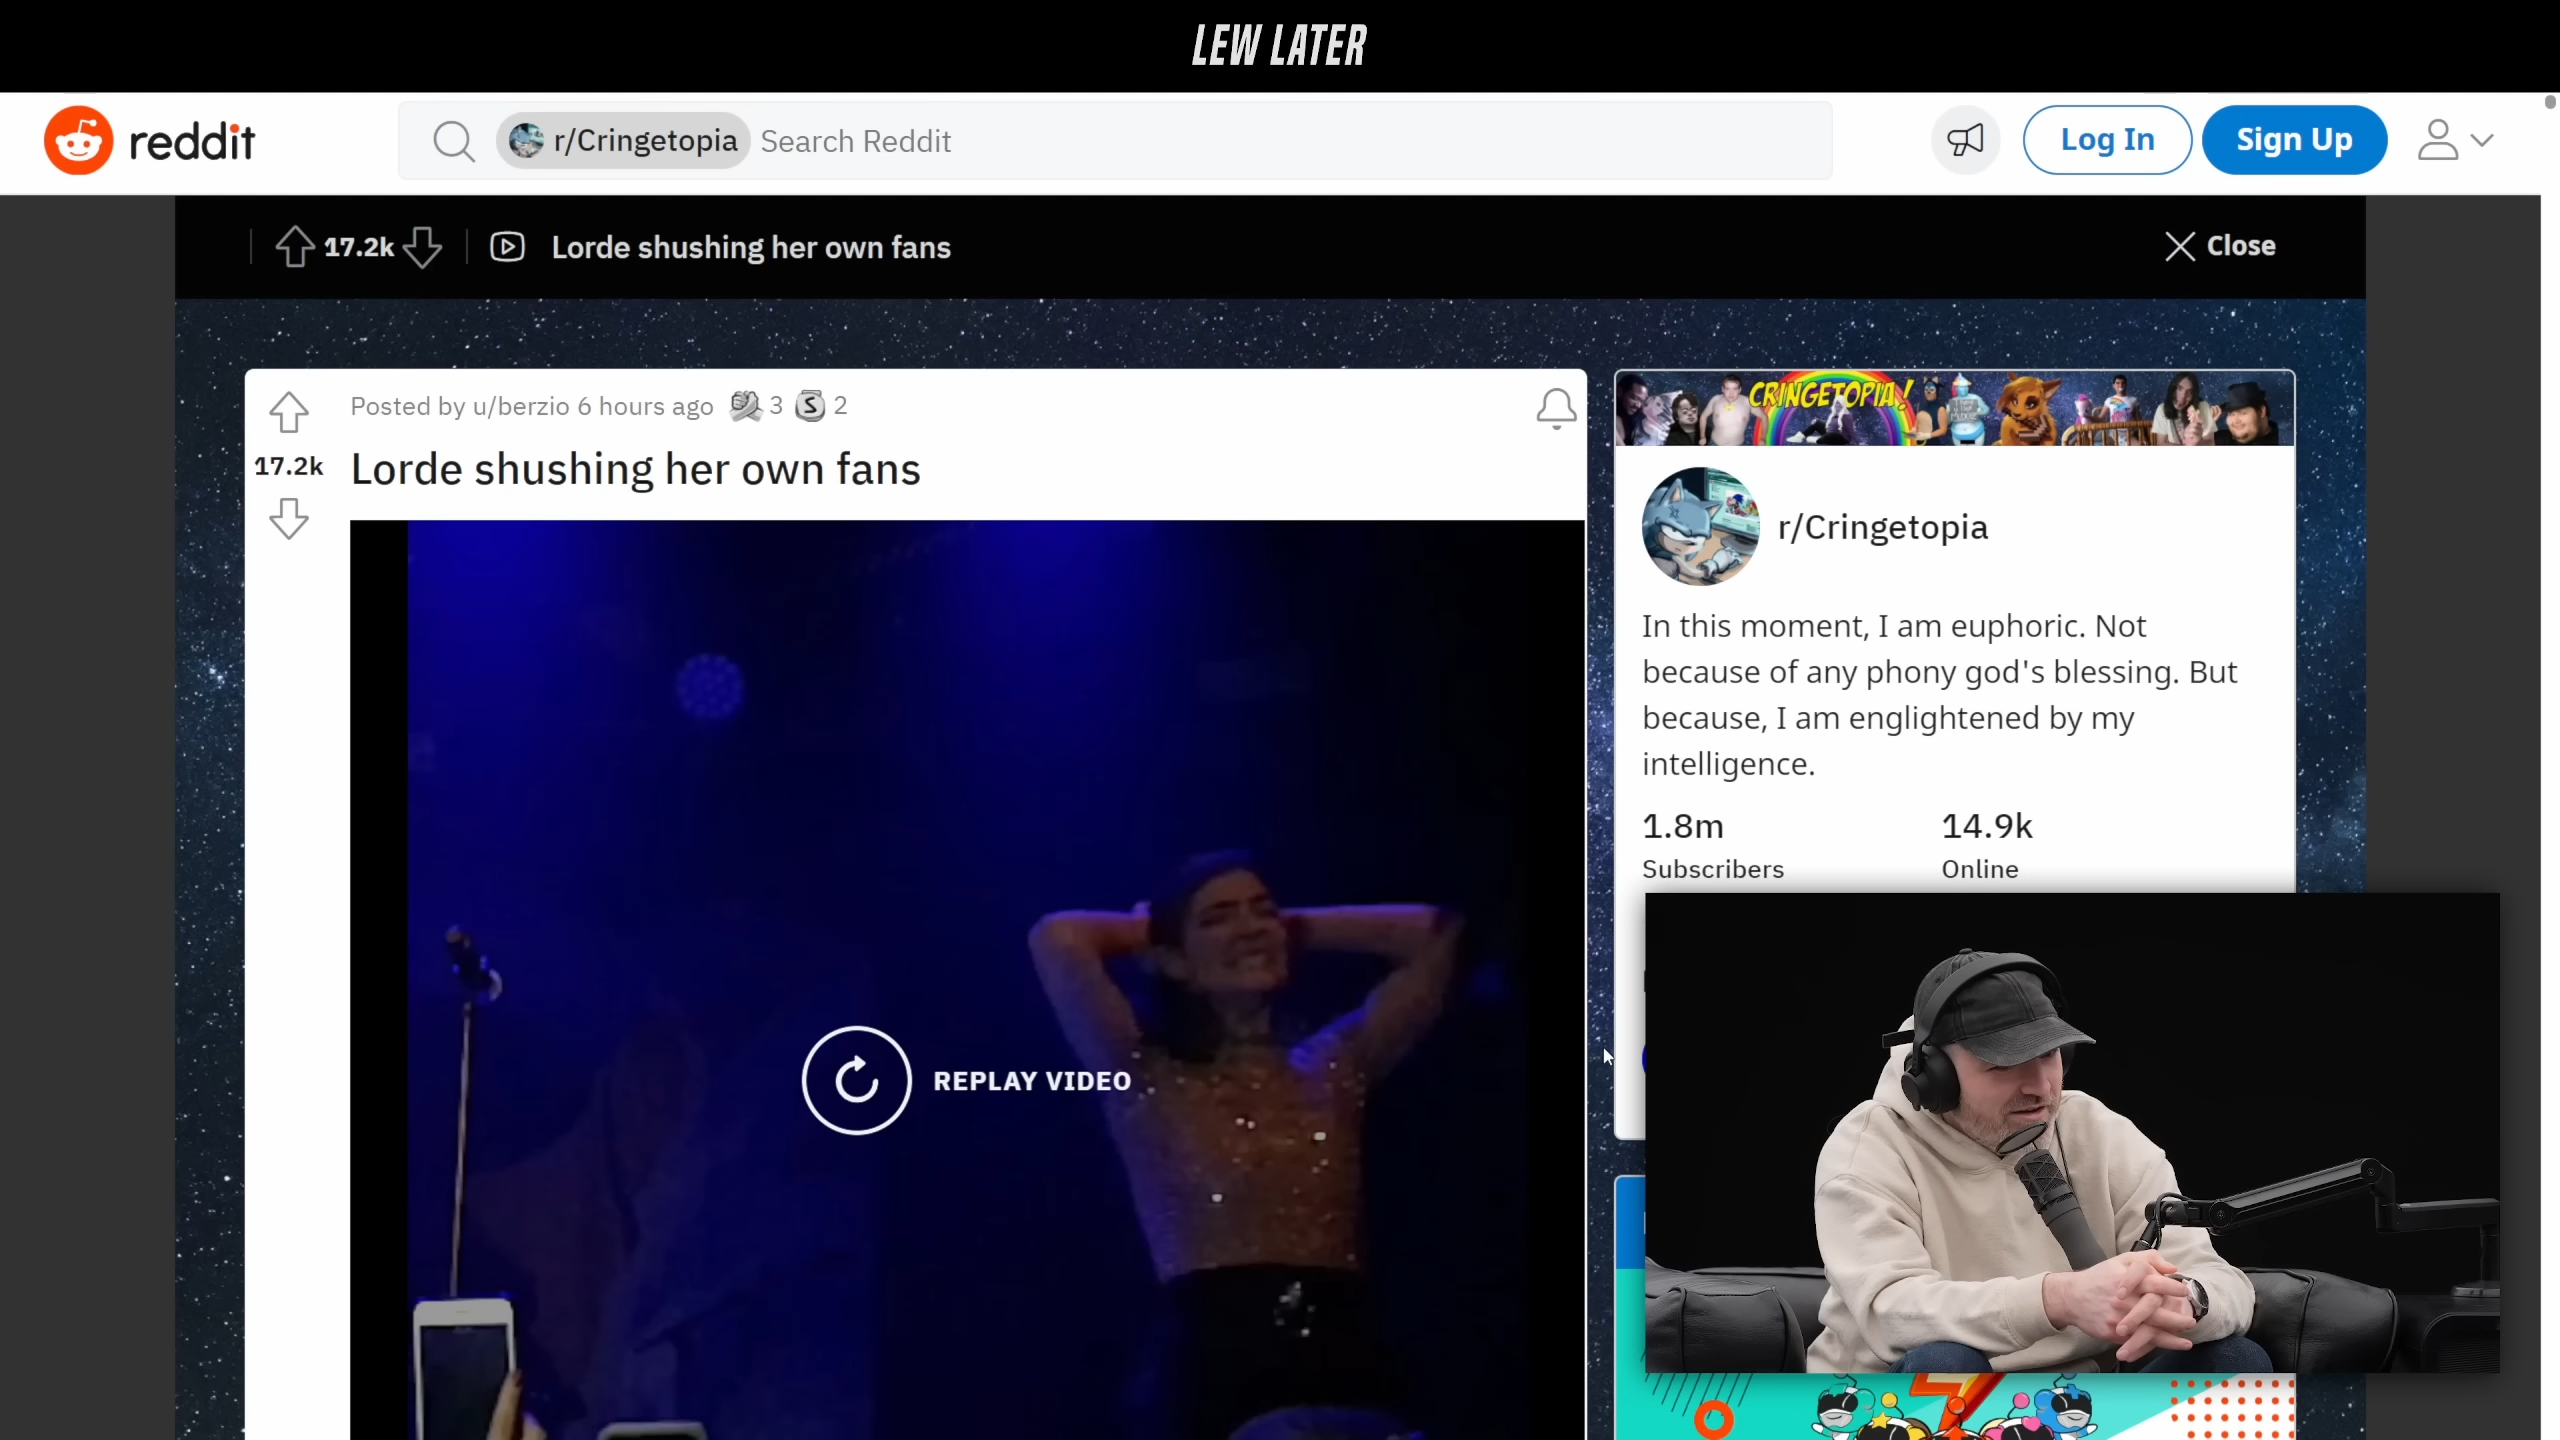 LEW LATER
reddit
r/Cringetopia Search Reddit
Log In
Sign Up
17.2k
Lorde shushing her own fans
Close
Posted by u/berzio 6 hours ago 3 S 2
17.2k
Lorde shushing her own fans
REPLAY VIDEO
CRINGETOPIA!
r/Cringetopia
In this moment, I am euphoric. Not
because of any phony god's blessing. But
because, I am englightened by my
intelligence.
1.8m
14.9k
Subscribers
Online